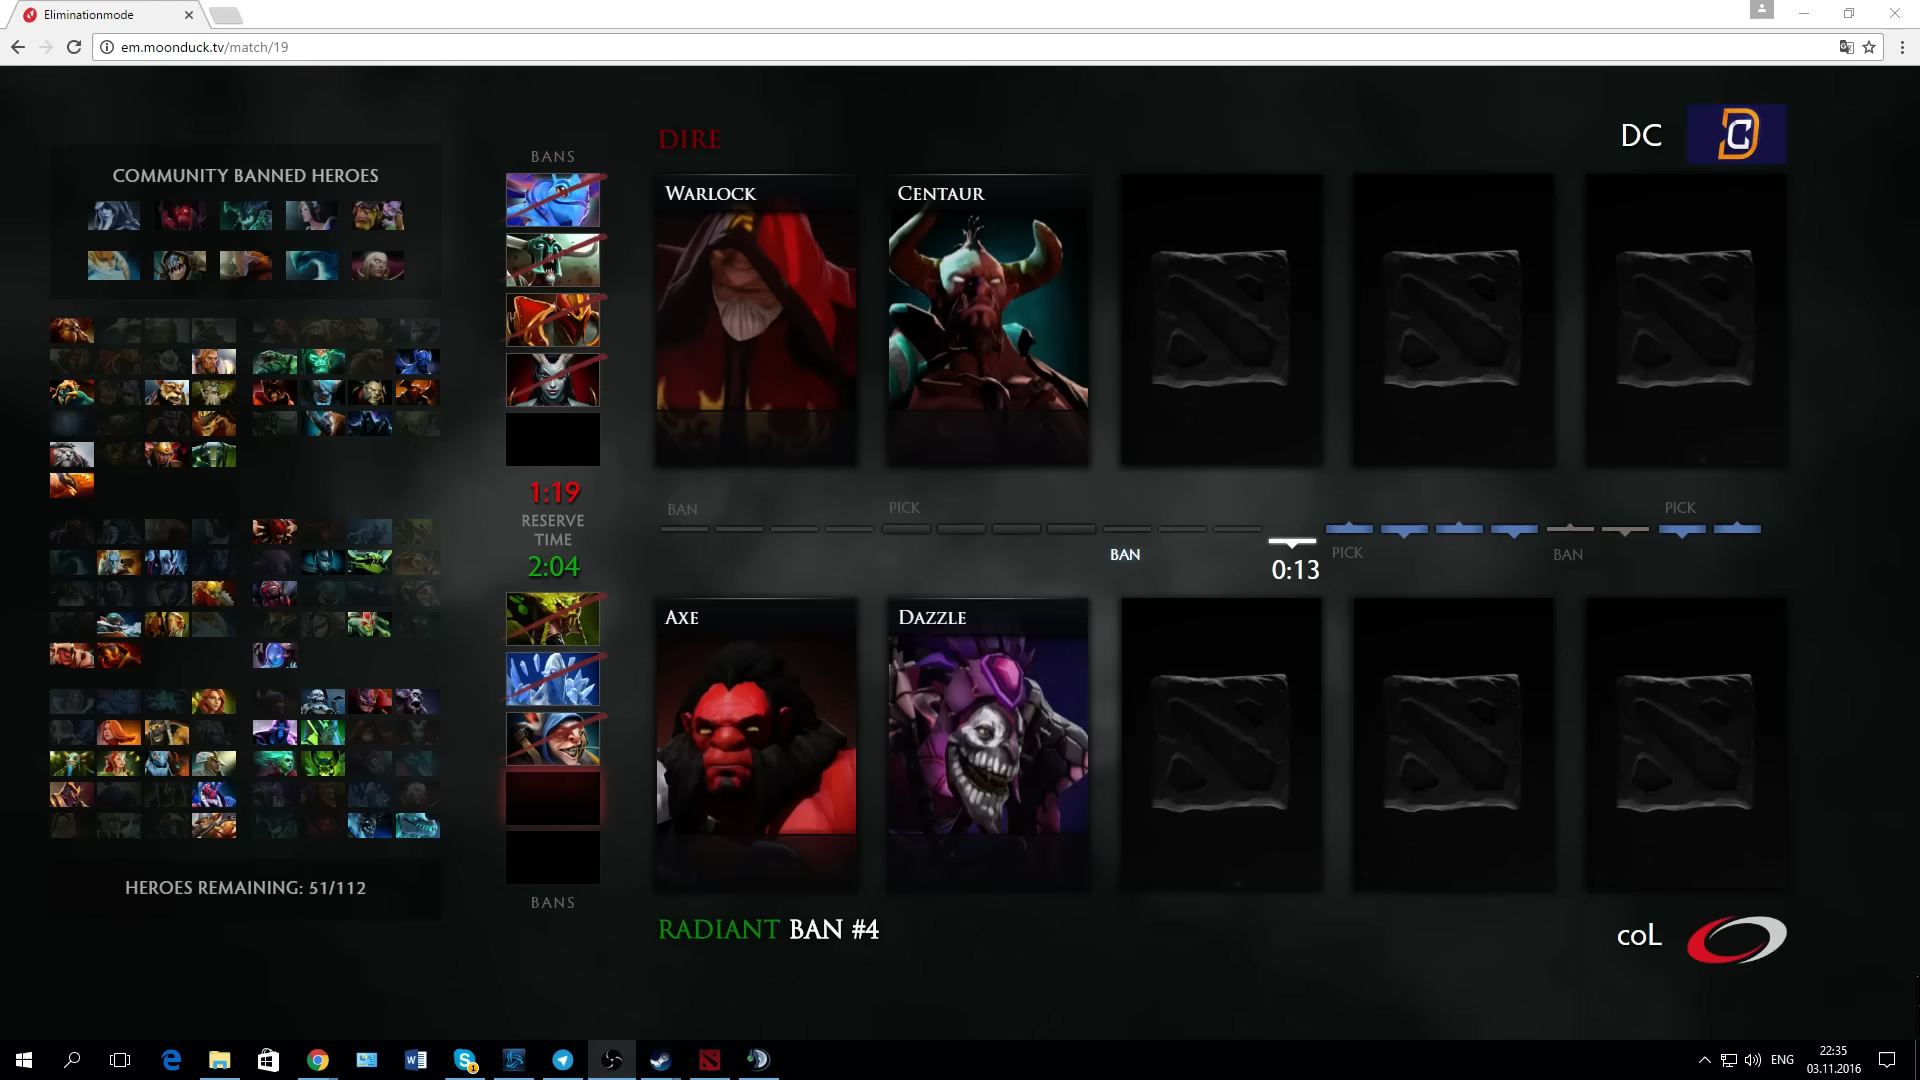 Eliminationmode
em.moonduck.tv/match/19
DIRE
DC
BANS
COMMUNITY BANNED HEROES
WARLOCK
CENTAUR
1:19
RESERVE
TIME
2:04
BAN
PICK
PICK
BAN
0:13
PICK
BAN
AXE
DAZZLE
HEROES REMAINING: 51/112
BANS
RADIANT BAN #4
coL
ENG
22:35
03.11.2016